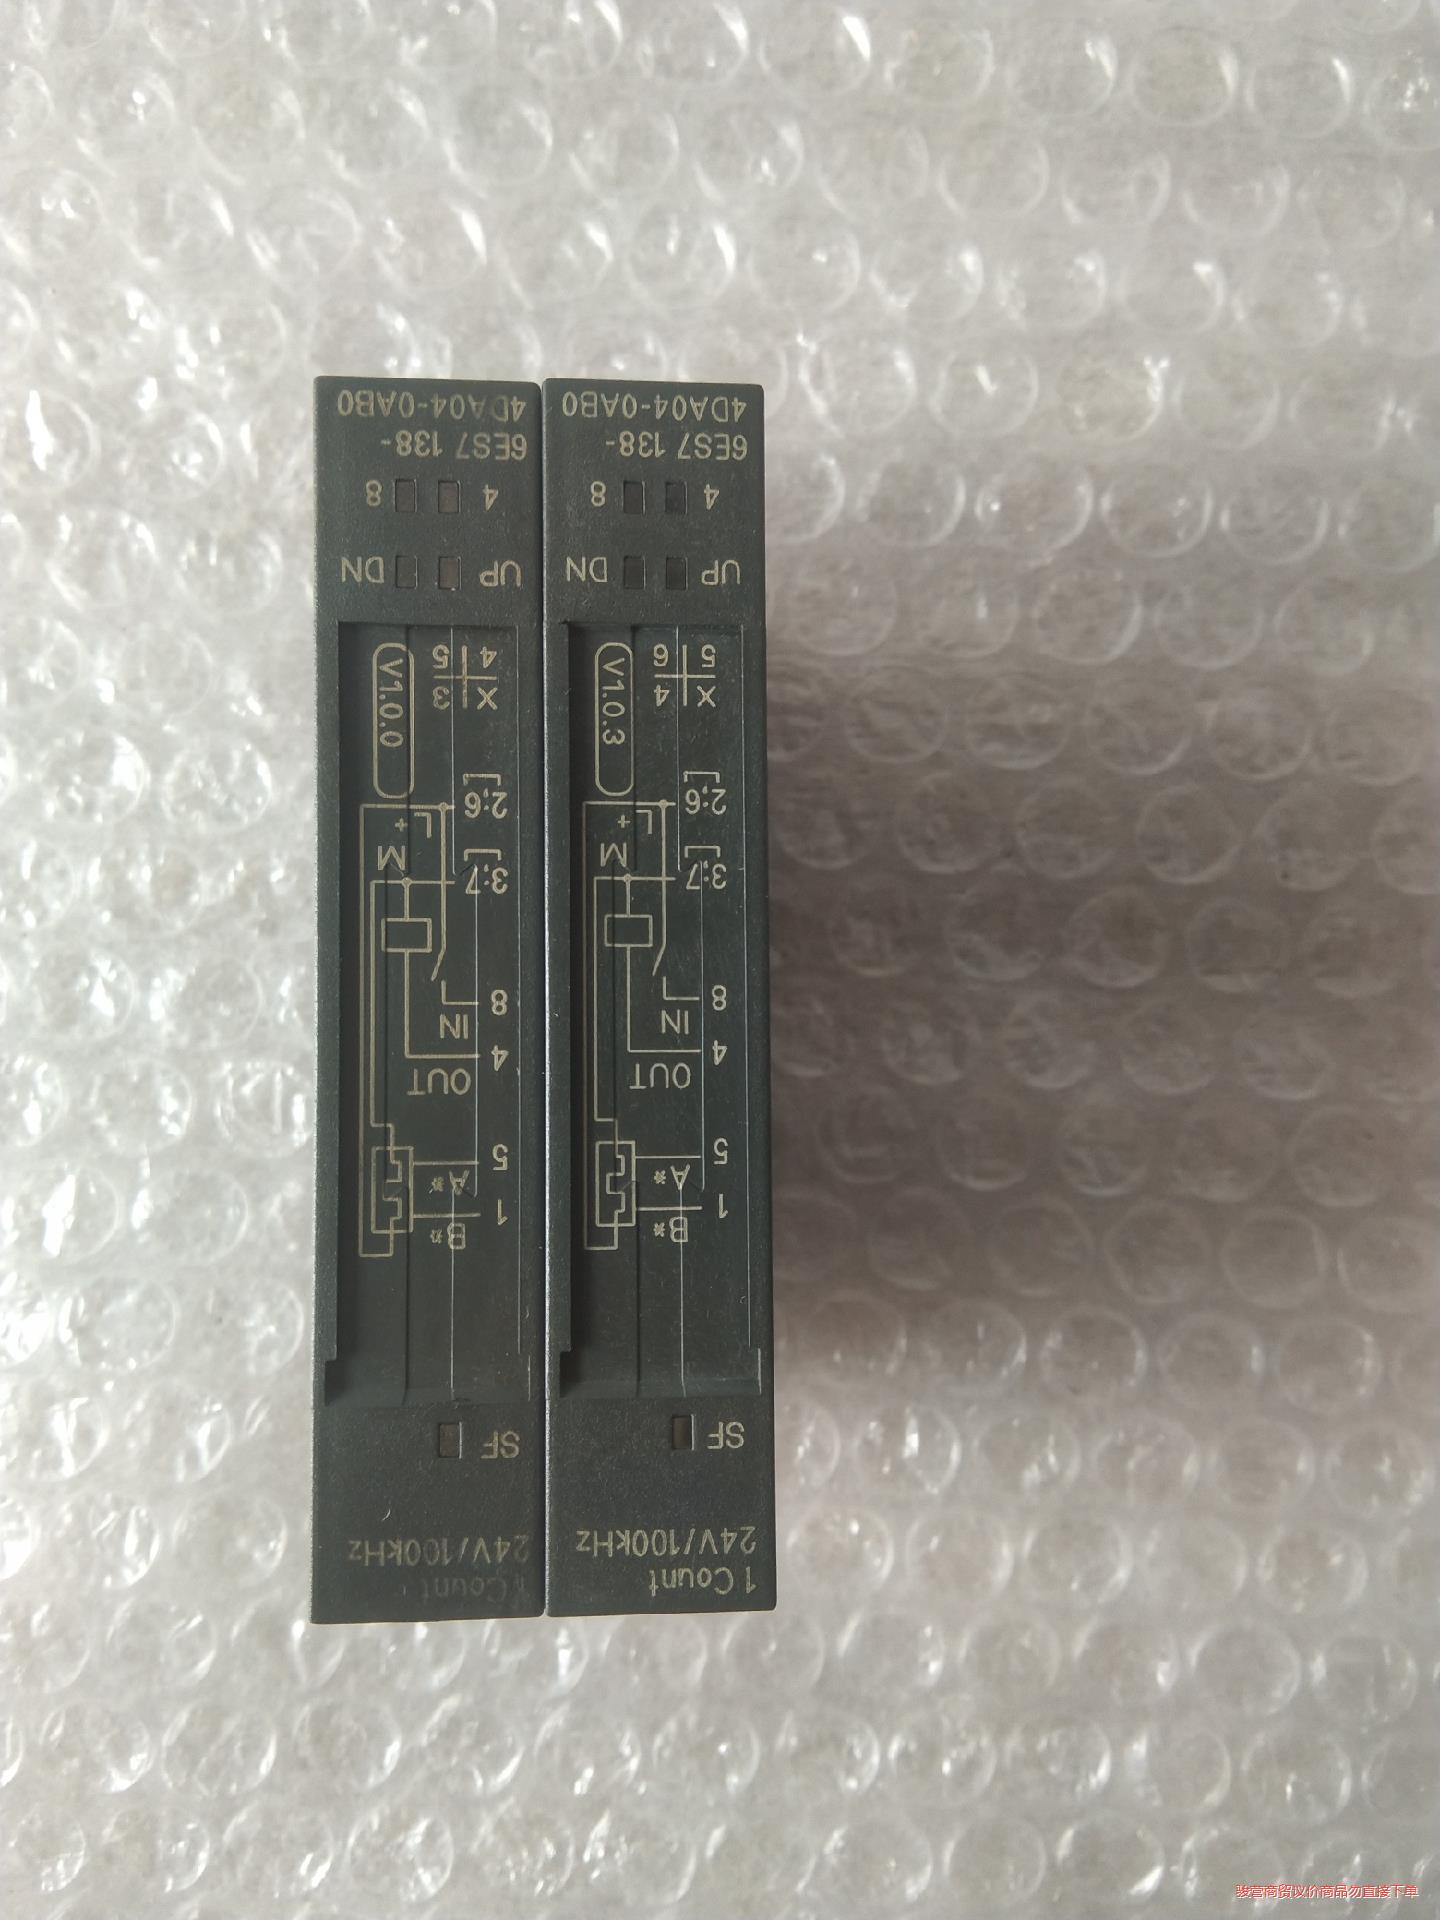 1 Count
24V/100kHz
SF
1 B*
5 A*
OUT
4
IN
8
3;7 M
2;6 L+
X 4
5 6
V1.0.3
UP DN
4 8
6ES7 138-
4DA04-0AB0
1 Count
24V/100kHz
SF
1 B*
5 A*
OUT
4
IN
8
3;7 M
2;6 L+
X 3
4 5
V1.0.0
UP DN
4 8
6ES7 138-
4DA04-0AB0
骏营商贸议价商品勿直接下单